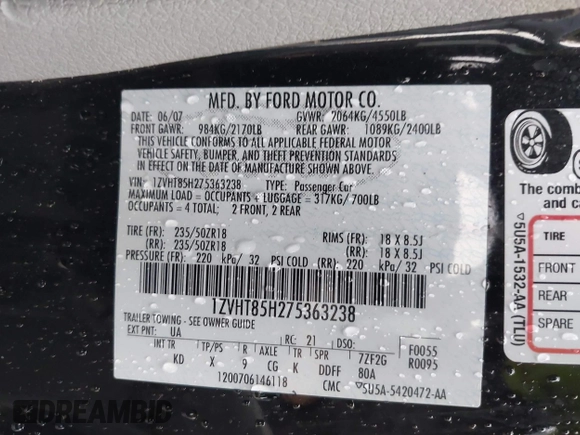 MFD. BY FORD MOTOR CO.
DATE: 06/07 GVWR: 2064KG/4550LB
FRONT GAWR: 984KG/2170LB REAR GAWR: 1089KG/2400LB
THIS VEHICLE CONFORMS TO ALL APPLICABLE FEDERAL MOTOR
VEHICLE SAFETY, BUMPER, AND THEFT PREVENTION STANDARDS
IN EFFECT ON THE DATE OF MANUFACTURE SHOWN ABOVE.
VIN: 1ZVHT85H275363238 TYPE: Passenger Car
MAXIMUM LOAD = OCCUPANTS + LUGGAGE = 317KG/700LB
OCCUPANTS = 4 TOTAL: 2 FRONT, 2 REAR
TIRE (FR): 235/50ZR18 RIMS (FR): 18 X 8.5J
(RR): 235/50ZR18 (RR): 18 X 8.5J
PRESSURE (FR): 220 kPa/ 32 PSI (RR): 220 kPa/ 32 PSI COLD
1ZVHT85H275363238
TRAILER TOWING - SEE OWNER GUIDE
EXT PNT: UA RC: 21 DSO: F0055
INT TR TP/PS R AXLE TR SPR 7ZF2G R0095
KD X 9 CG K DDFF 80A
1200706146118 CMC ▽5U5A-5420472-AA
The comb
and ca
TIRE
FRONT
REAR
SPARE
▽5U5A-1532-AA (TLU)
DREAMBID